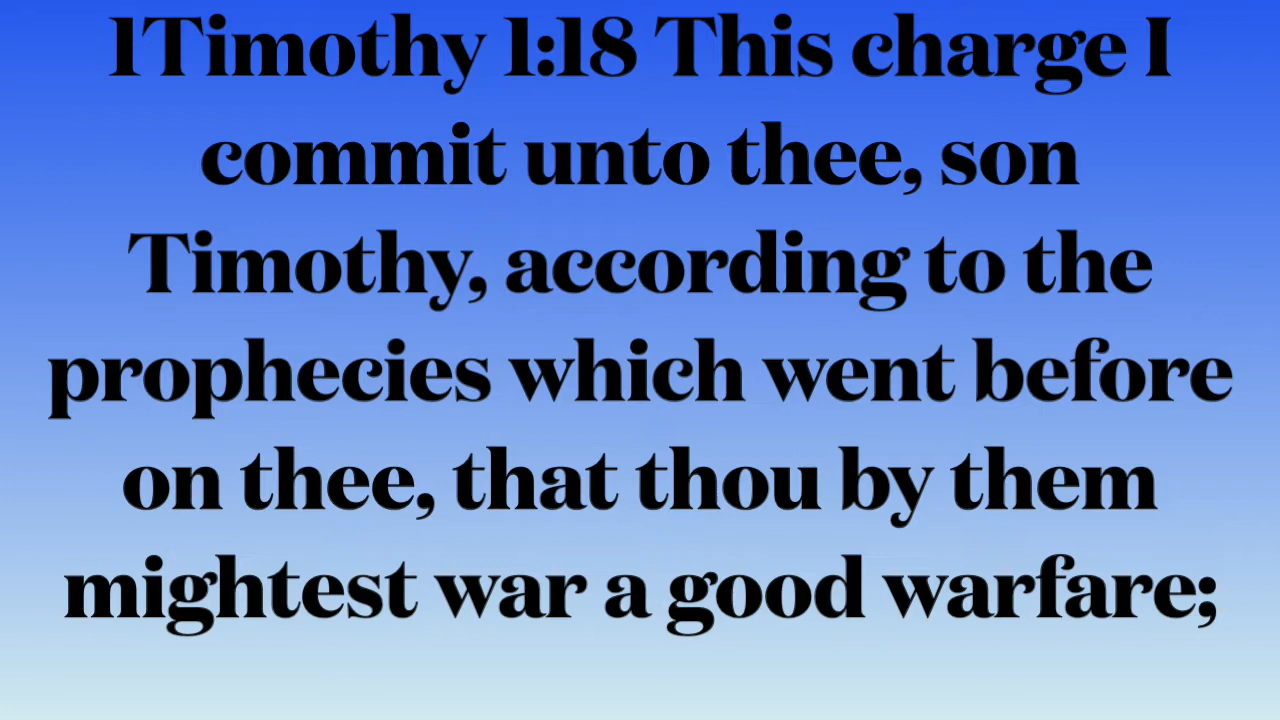 1Timothy 1:18 This charge I
commit unto thee, son
Timothy, according to the
prophecies which went before
on thee, that thou by them
mightest war a good warfare;